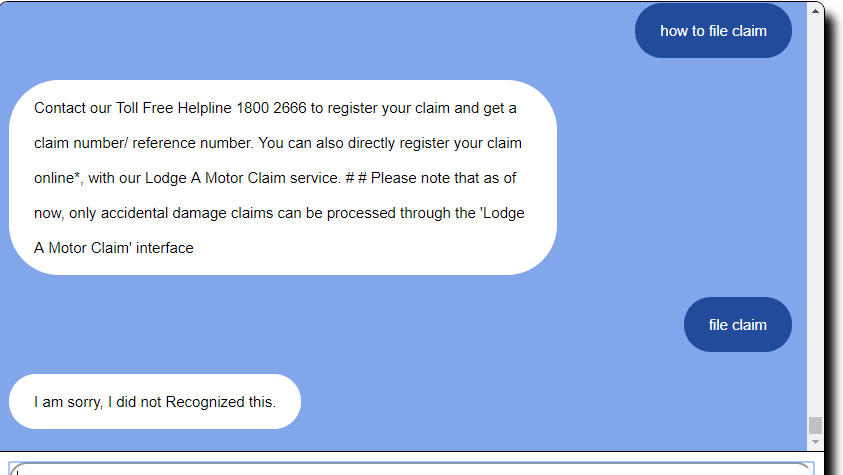 how to file claim
Contact our Toll Free Helpline 1800 2666 to register your claim and get a
claim number/ reference number. You can also directly register your claim
online*, with our Lodge A Motor Claim service. # # Please note that as of
now, only accidental damage claims can be processed through the 'Lodge
A Motor Claim' interface
file claim
I am sorry, I did not Recognized this.